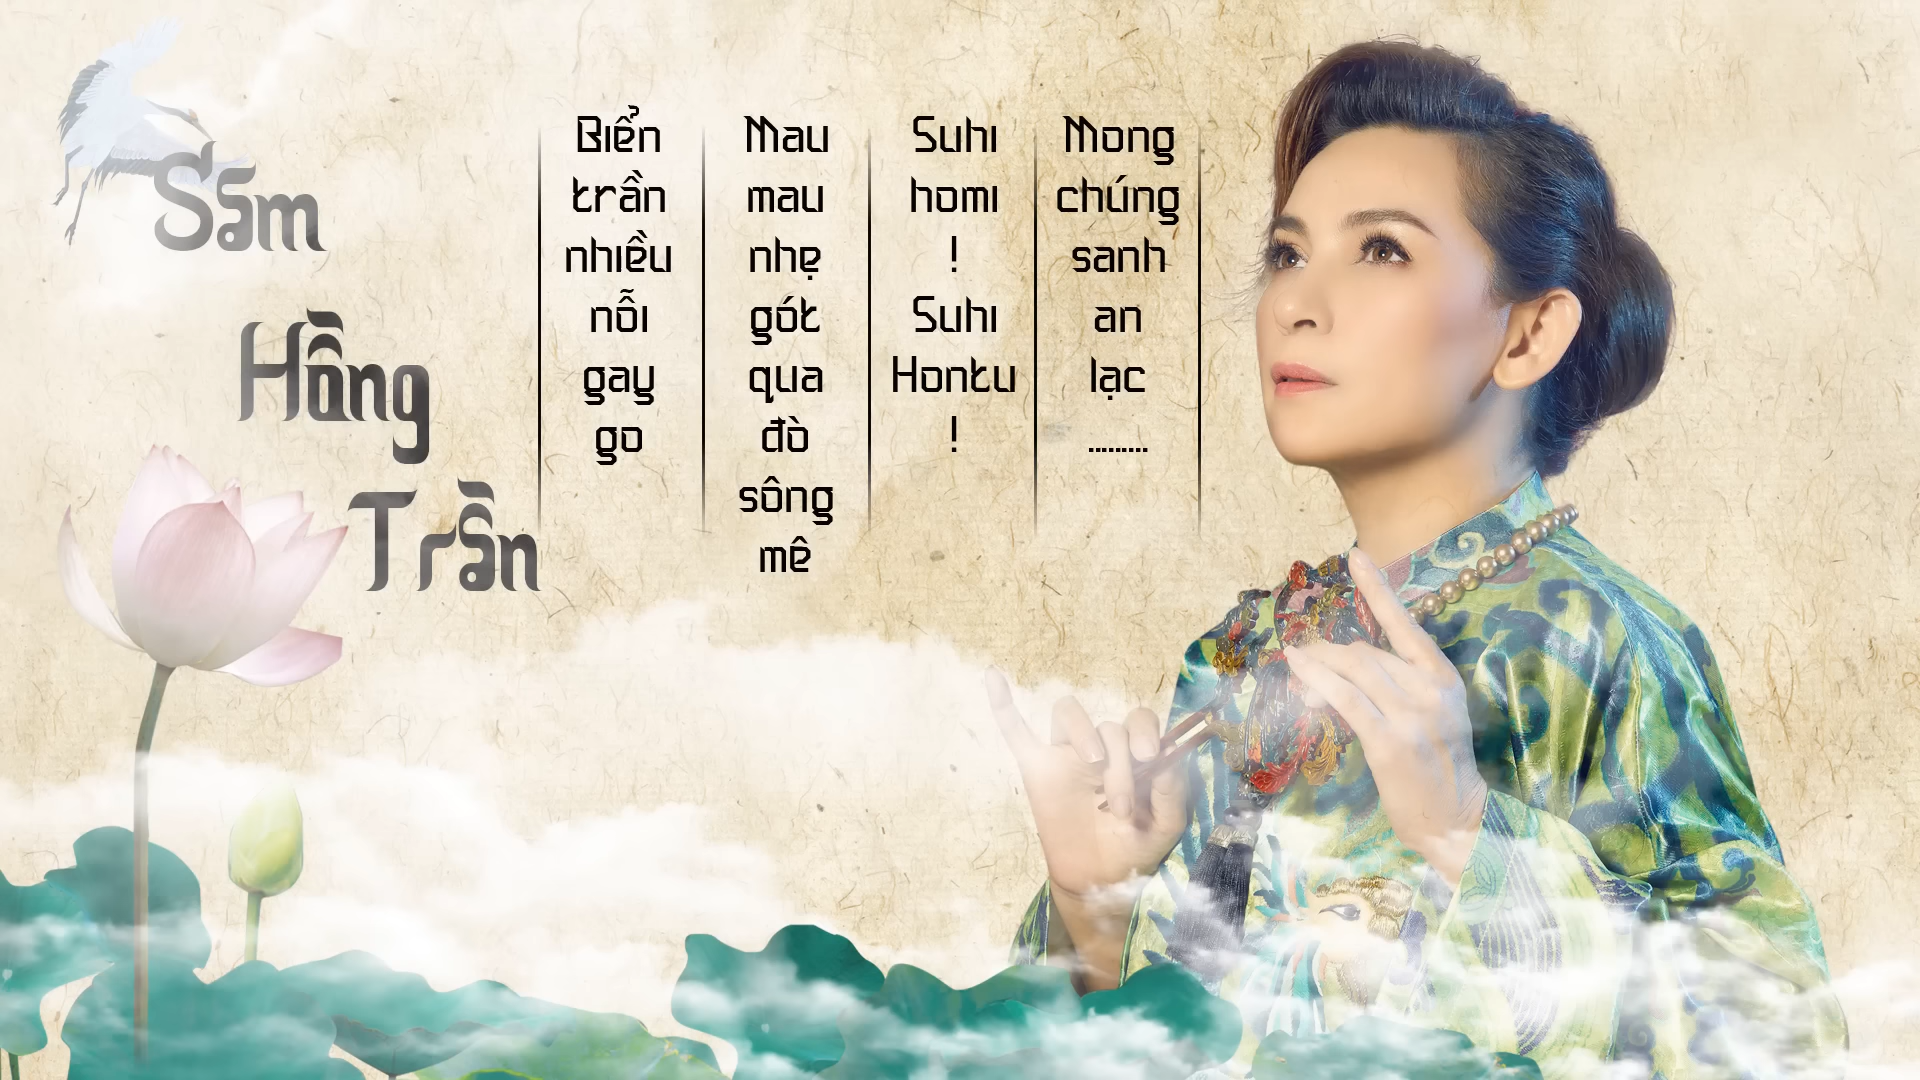 Sám
Hồng
Trần
Biển
trần
nhiều
nỗi
gay
go
Mau
mau
nhẹ
gót
qua
đò
sông
mê
Suhi
homi
!
Suhi
Hontu
!
Mong
chúng
sanh
an
lạc
.........